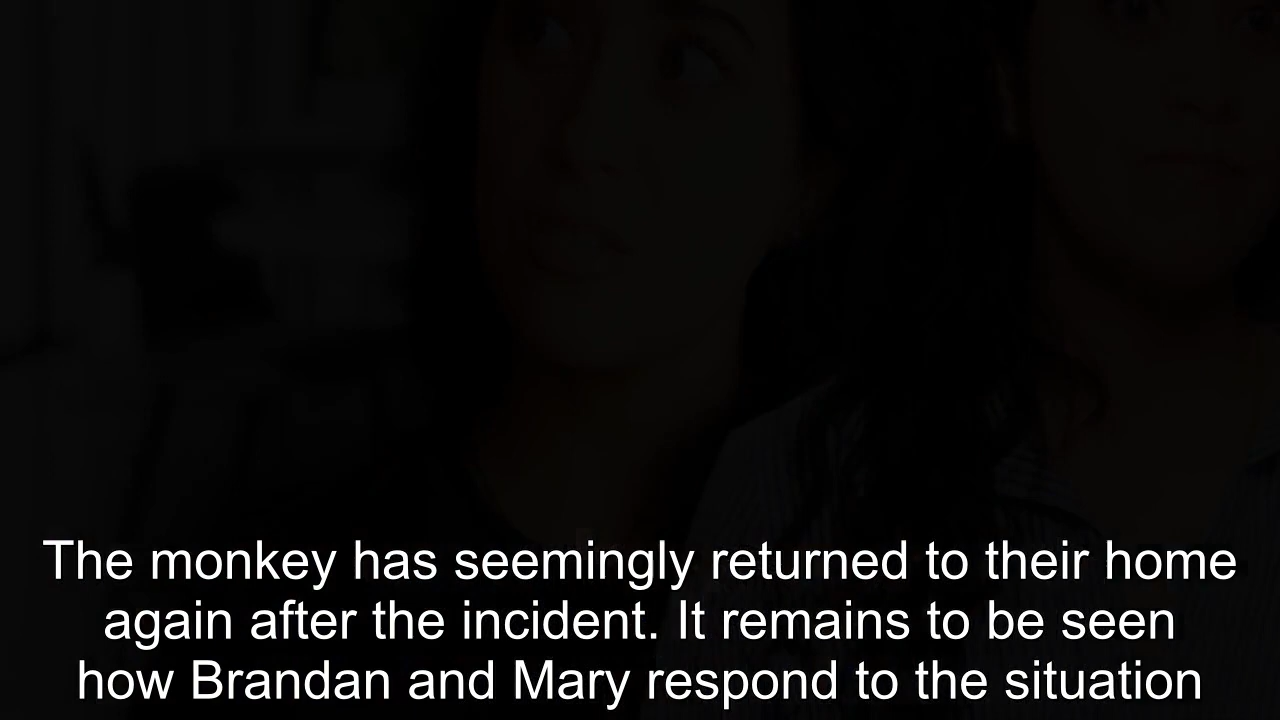 The monkey has seemingly returned to their home
again after the incident. It remains to be seen
how Brandan and Mary respond to the situation